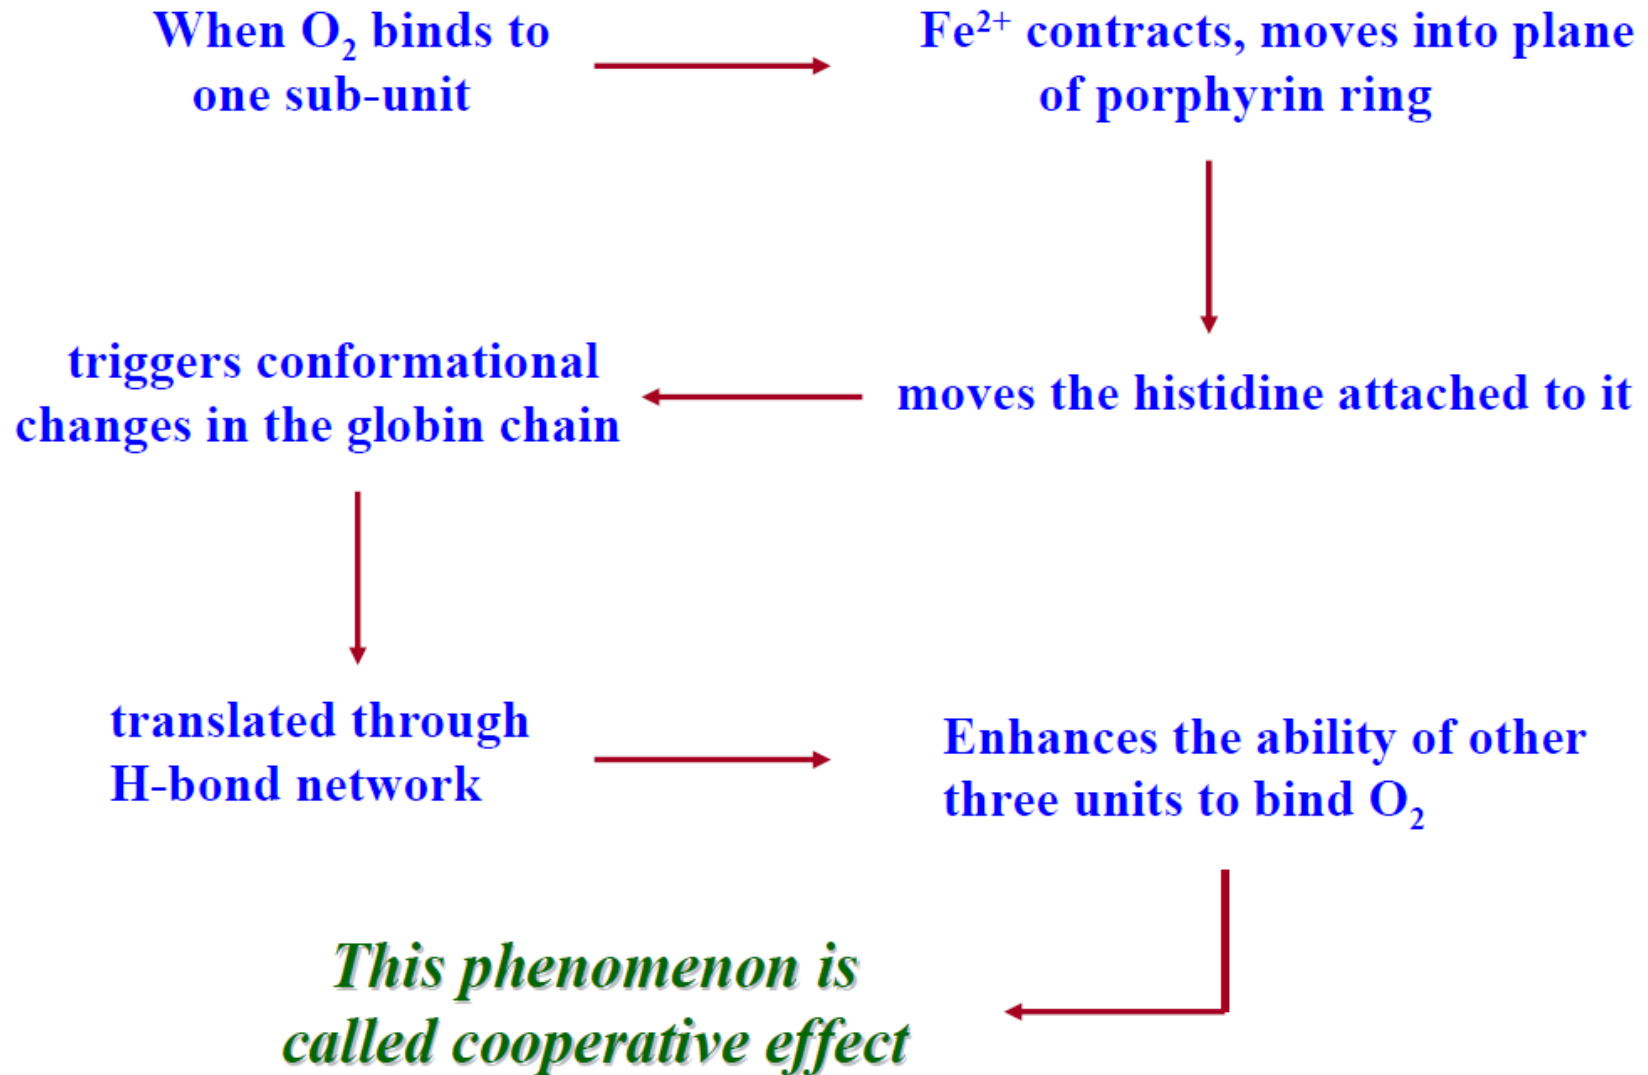 When O₂ binds to
one sub-unit
Fe²⁺ contracts, moves into plane
of porphyrin ring
moves the histidine attached to it
triggers conformational
changes in the globin chain
translated through
H-bond network
Enhances the ability of other
three units to bind O₂
This phenomenon is
called cooperative effect